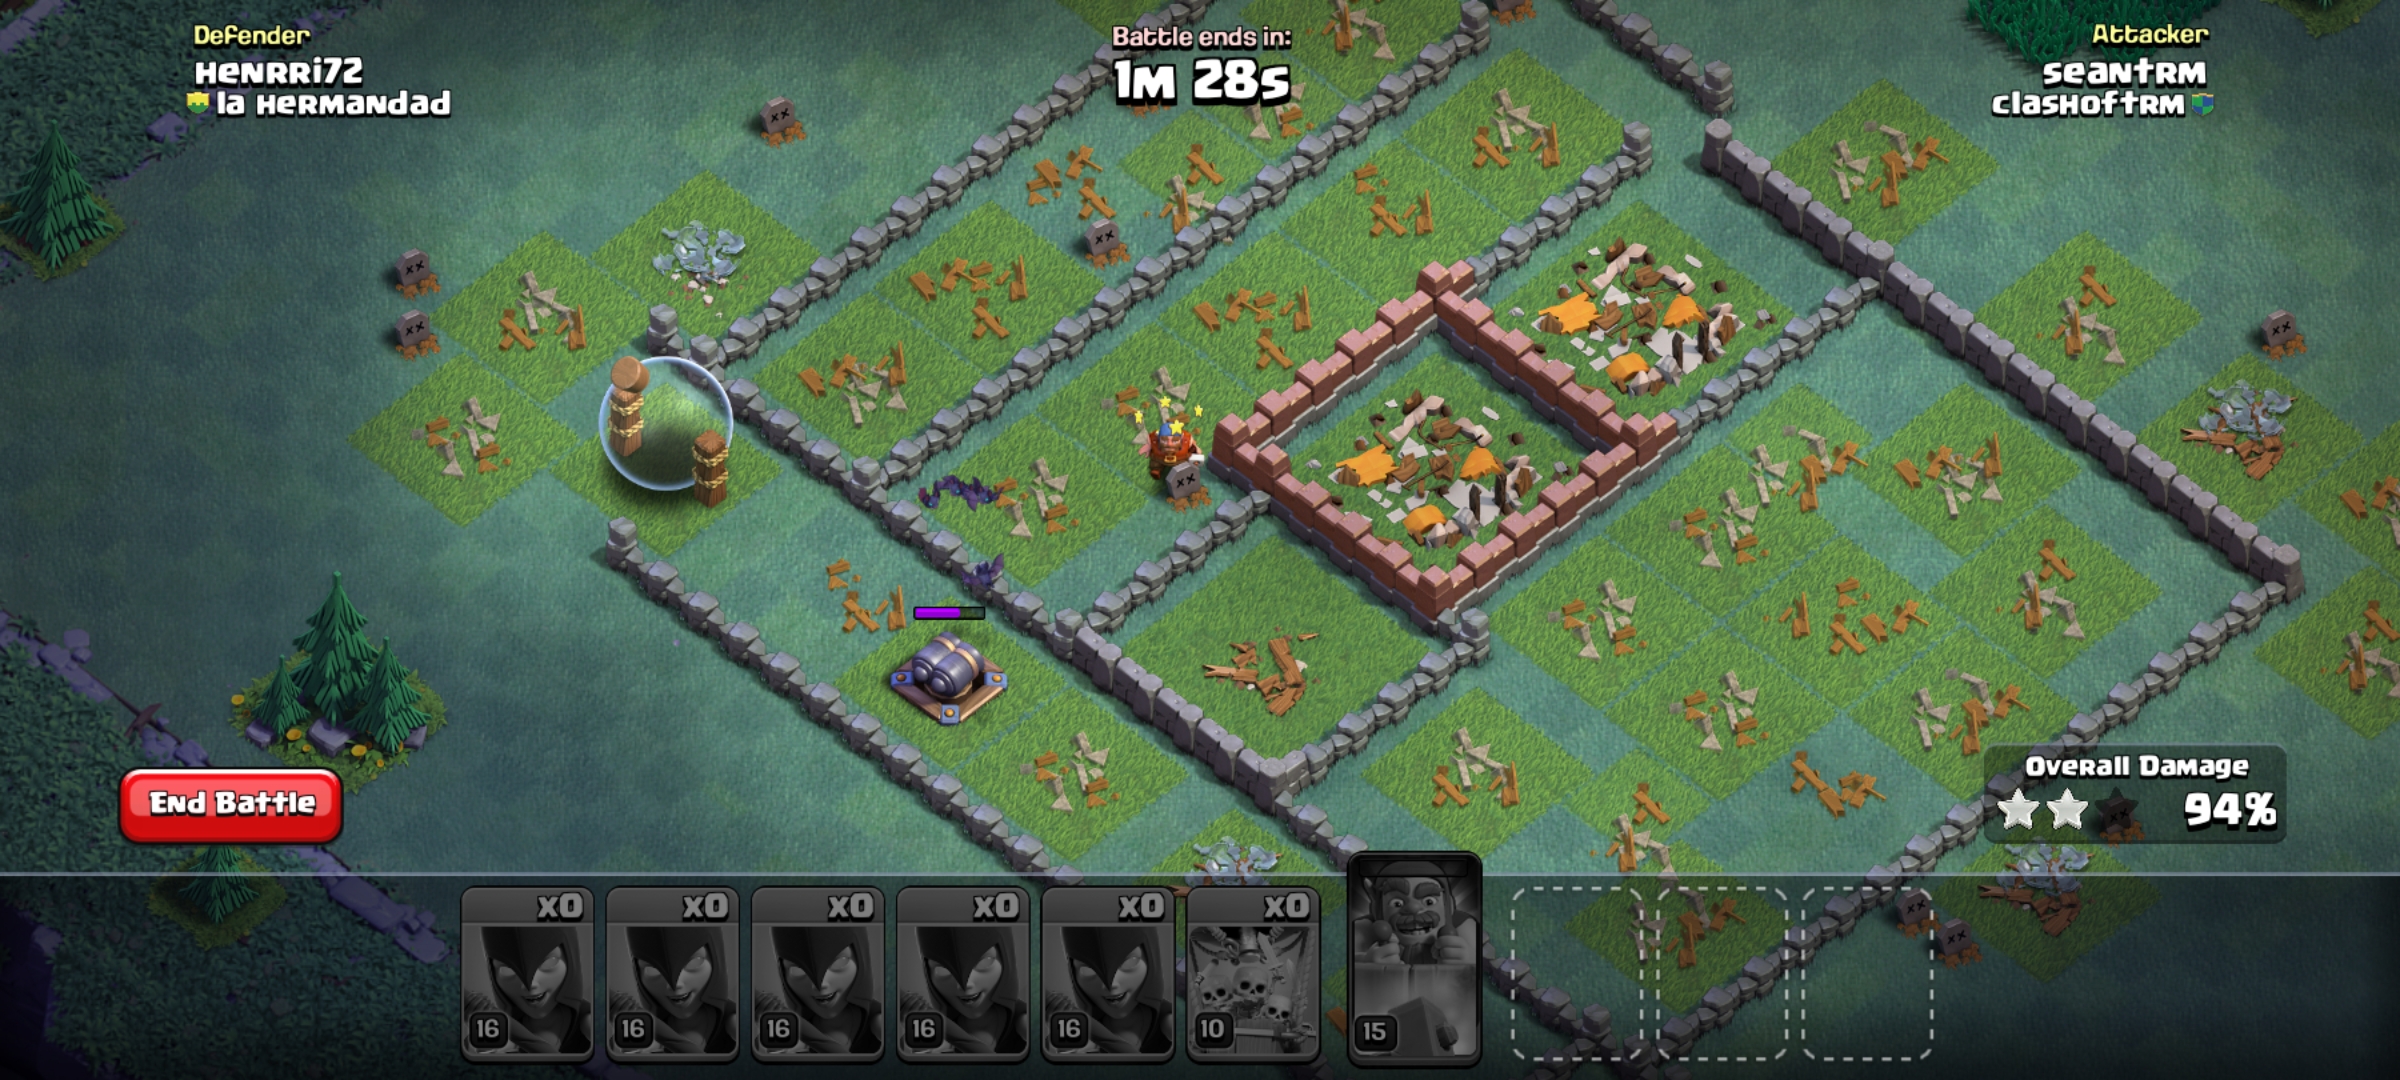 Defender
HENRRi72
la HERMANDAD
Battle ends in:
1M 28s
Attacker
seantRM
clashoftRM
End Battle
Overall Damage
94%
x0 x0 x0 x0 x0 x0
16 16 16 16 16 10 15